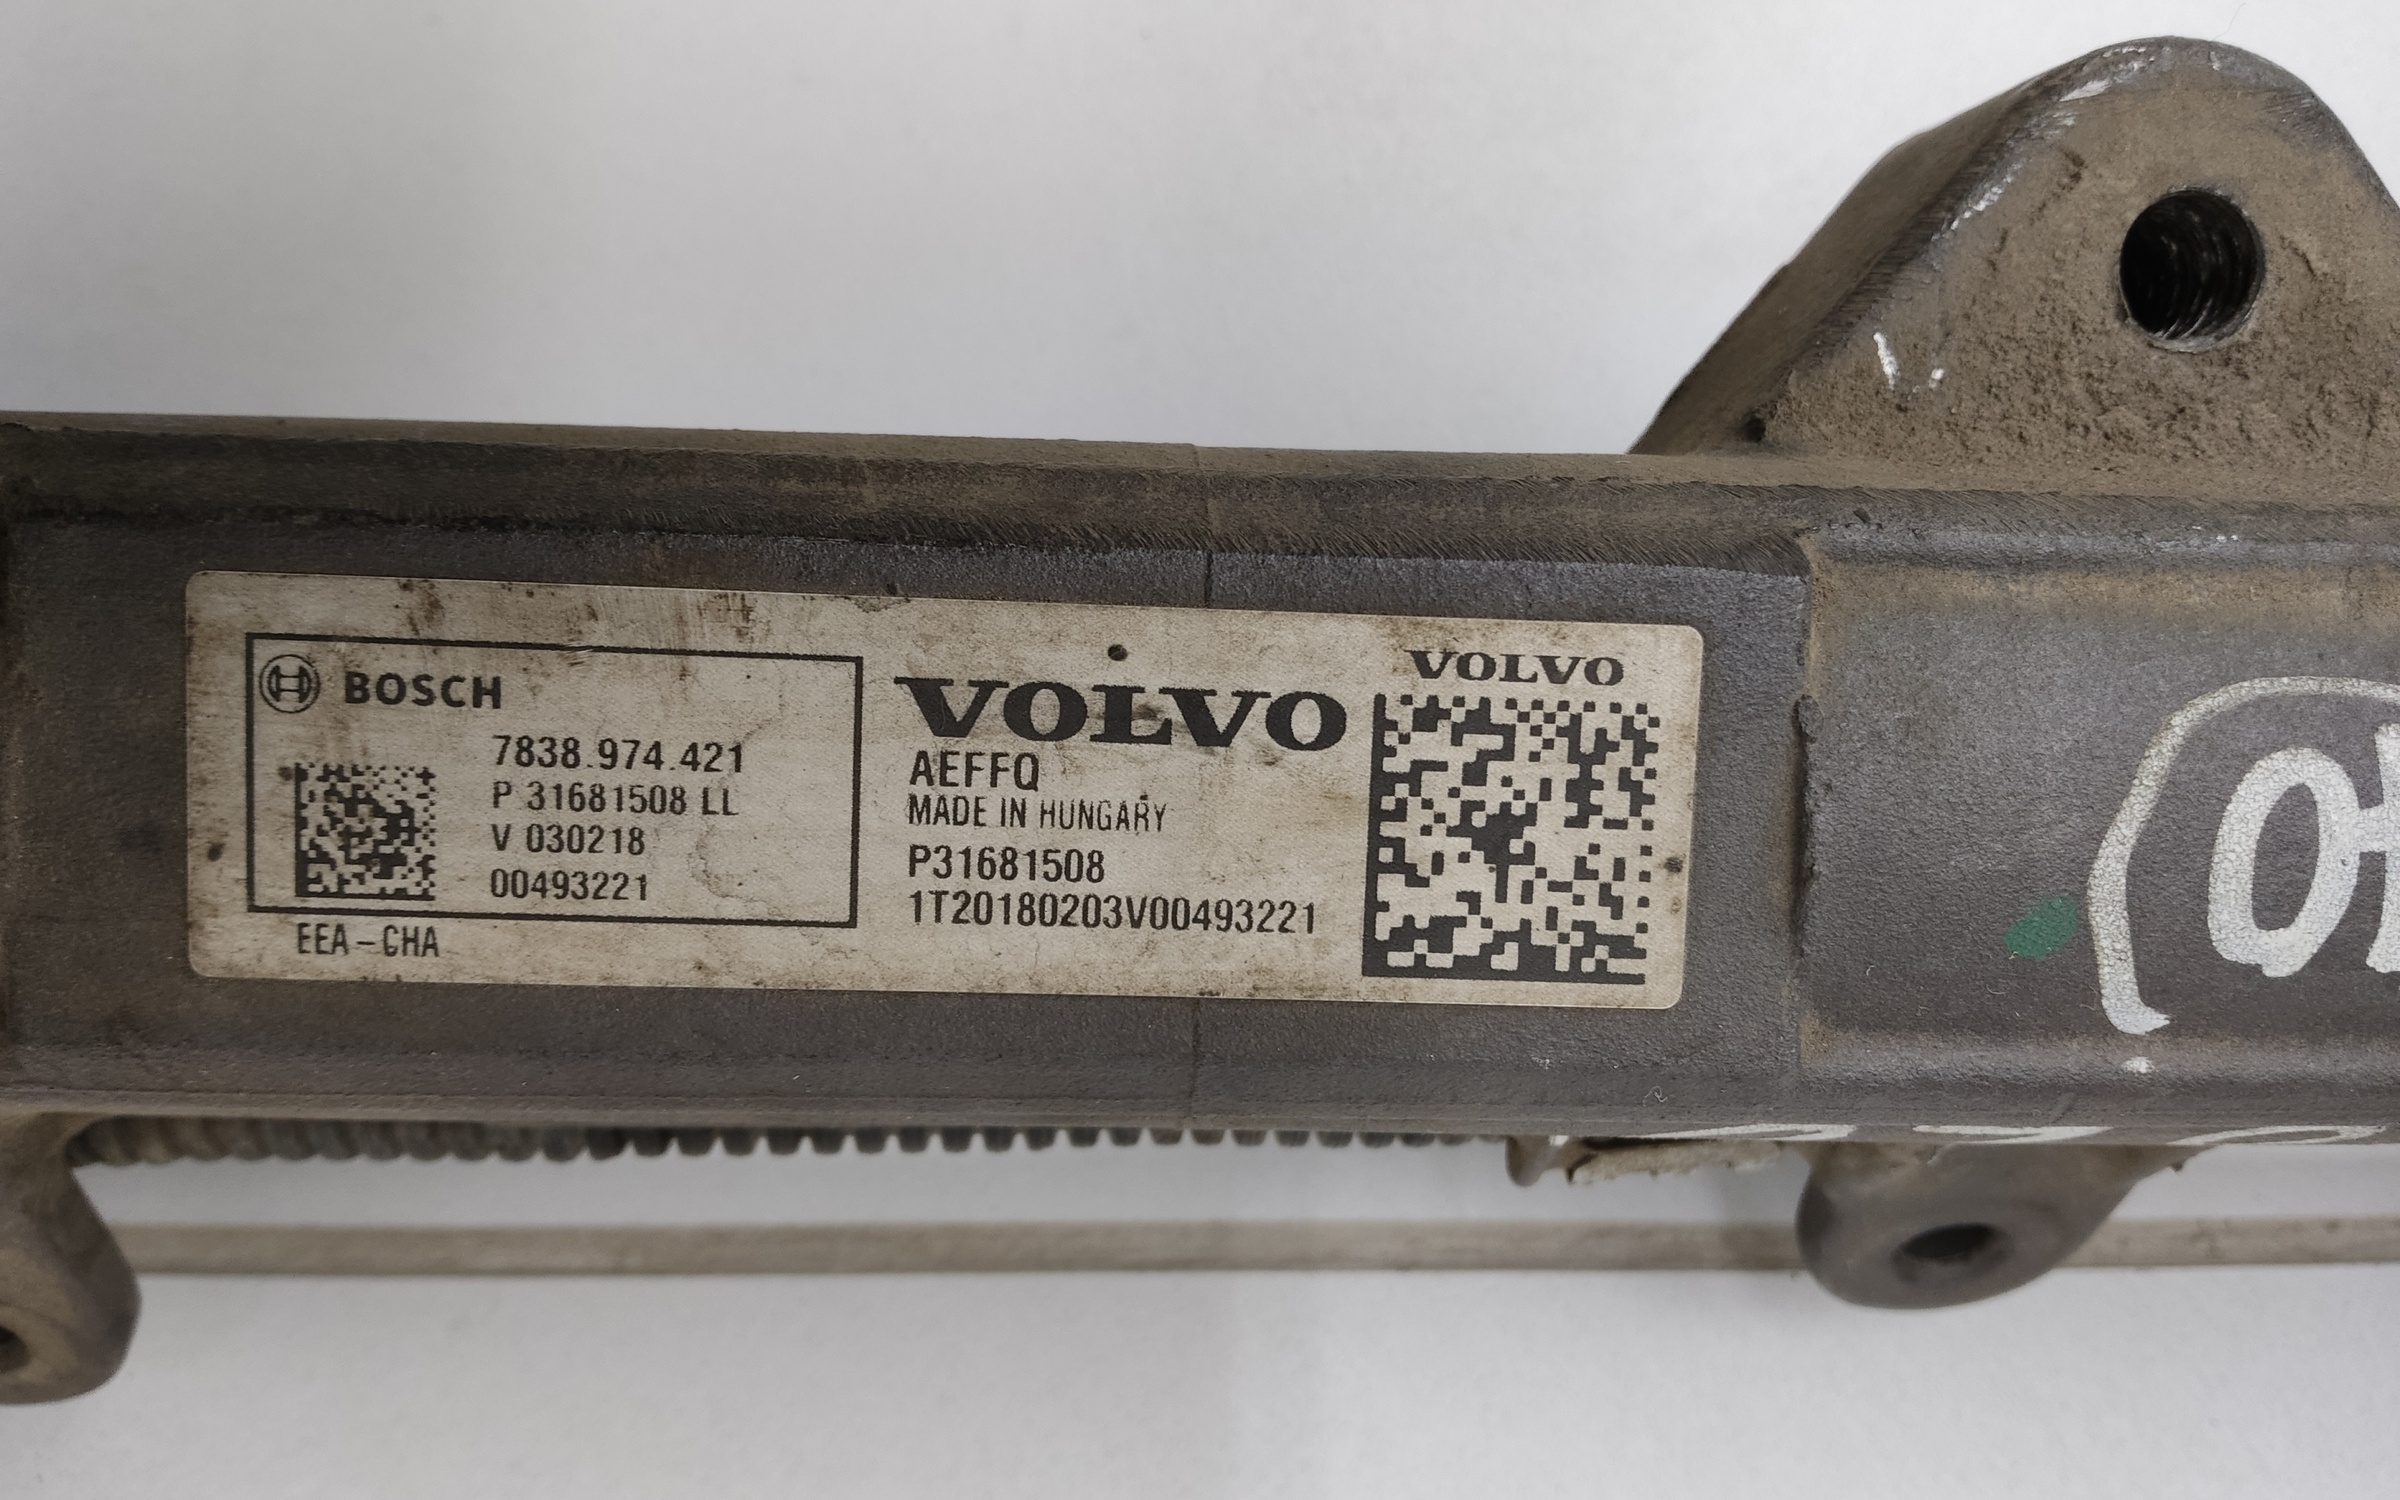 BOSCH
7838.974.421
P 31681508 LL
V 030218
00493221
EEA-CHA
VOLVO
AEFFQ
MADE IN HUNGARY
P31681508
1T20180203V00493221
VOLVO